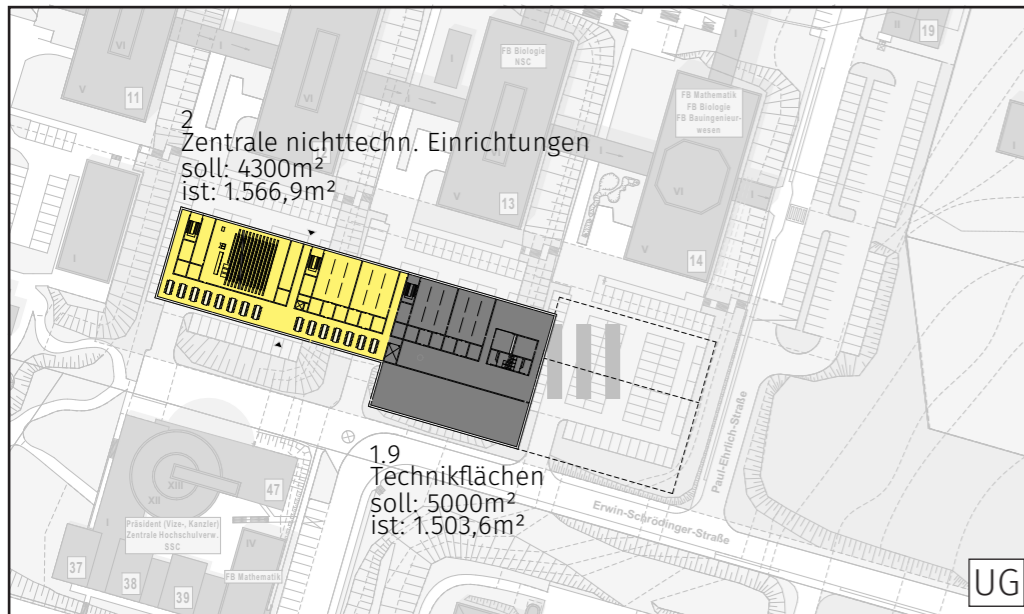 19
FB Biologie
NSC
VI
I
V
11
VI
FB Mathematik
FB Biologie
FB Bauingenieur-
wesen
I
2
Zentrale nichttechn. Einrichtungen
soll: 4300m²
ist: 1.566,9m²
VI
V
13
V
14
I
1.9
Technikflächen
soll: 5000m²
ist: 1.503,6m²
Paul-Ehrlich-Straße
Erwin-Schrödinger-Straße
XIII
XII
47
I
Präsident (Vize-, Kanzler)
Zentrale Hochschulverw.
SSC
IV
FB Mathematik
37
38
39
UG